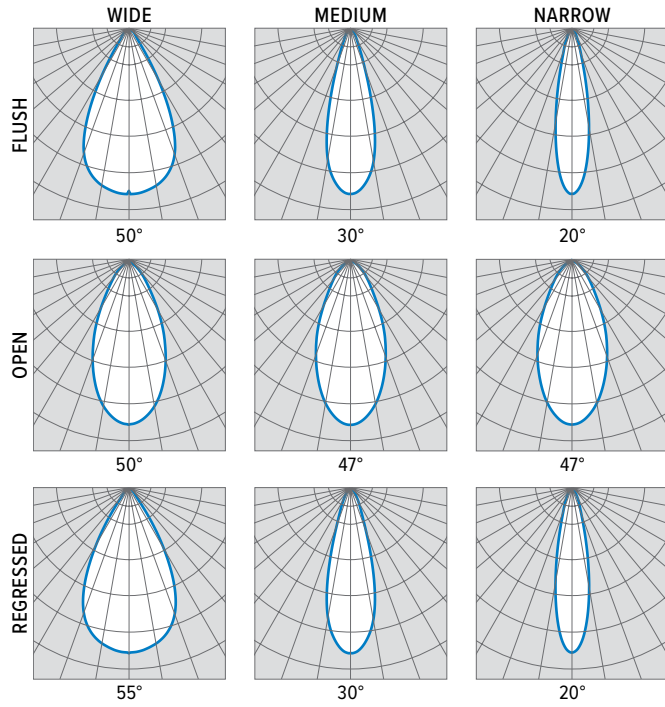 WIDE MEDIUM NARROW
FLUSH
50° 30° 20°
OPEN
50° 47° 47°
REGRESSED
55° 30° 20°